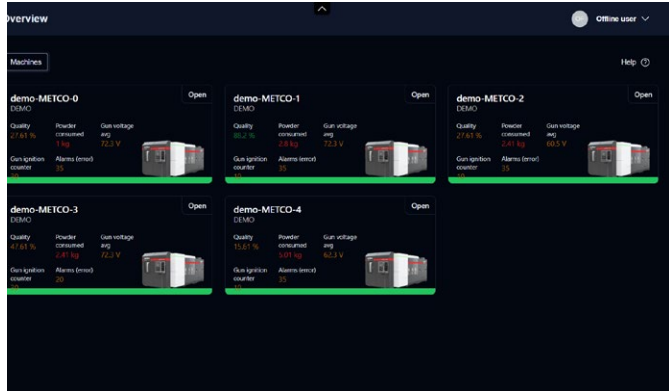 Overview
Offline user
Machines
Help
demo-METCO-0
Open
DEMO
Quality
Powder consumed
Gun voltage avg
27.61 %
1 kg
72.3 V
Gun ignition counter
Alarms (error)
35
demo-METCO-1
Open
DEMO
Quality
Powder consumed
Gun voltage avg
2.8 kg
72.3 V
Gun ignition counter
Alarms (error)
35
demo-METCO-2
Open
DEMO
Quality
Powder consumed
Gun voltage avg
27.61 %
2.41 kg
60.5 V
Gun ignition counter
Alarms (error)
35
demo-METCO-3
Open
DEMO
Quality
Powder consumed
Gun voltage avg
47.61 %
2.41 kg
72.3 V
Gun ignition counter
Alarms (error)
20
demo-METCO-4
Open
DEMO
Quality
Powder consumed
Gun voltage avg
15.61 %
5.01 kg
62.3 V
Gun ignition counter
Alarms (error)
35